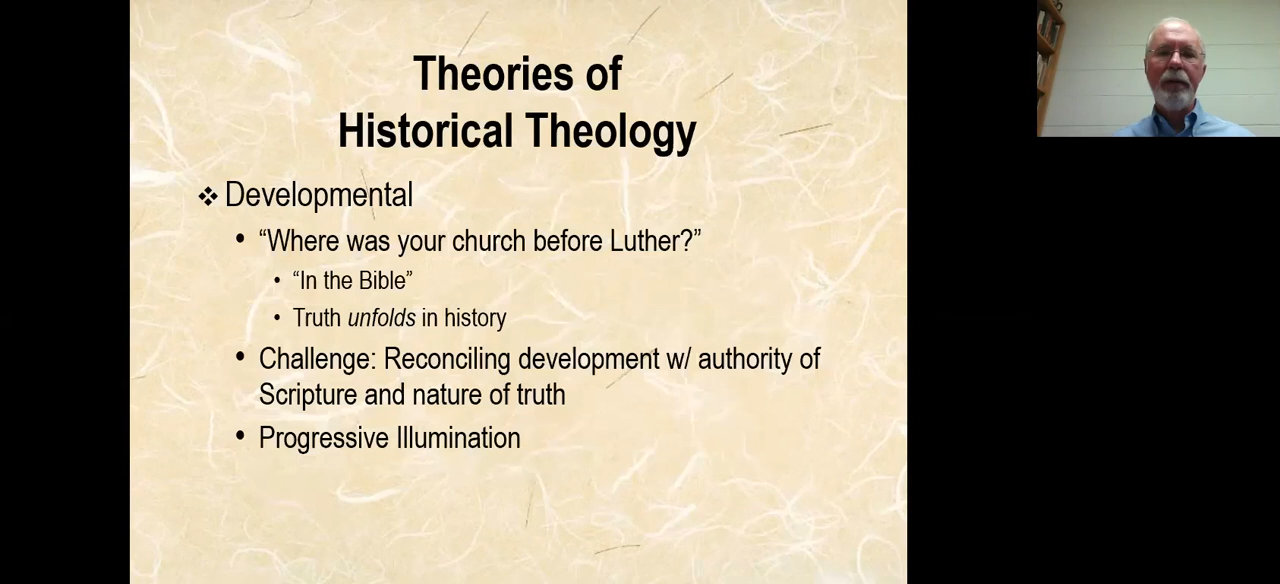 Theories of
Historical Theology
❖ Developmental
• “Where was your church before Luther?”
• “In the Bible”
• Truth unfolds in history
• Challenge: Reconciling development w/ authority of
Scripture and nature of truth
• Progressive Illumination